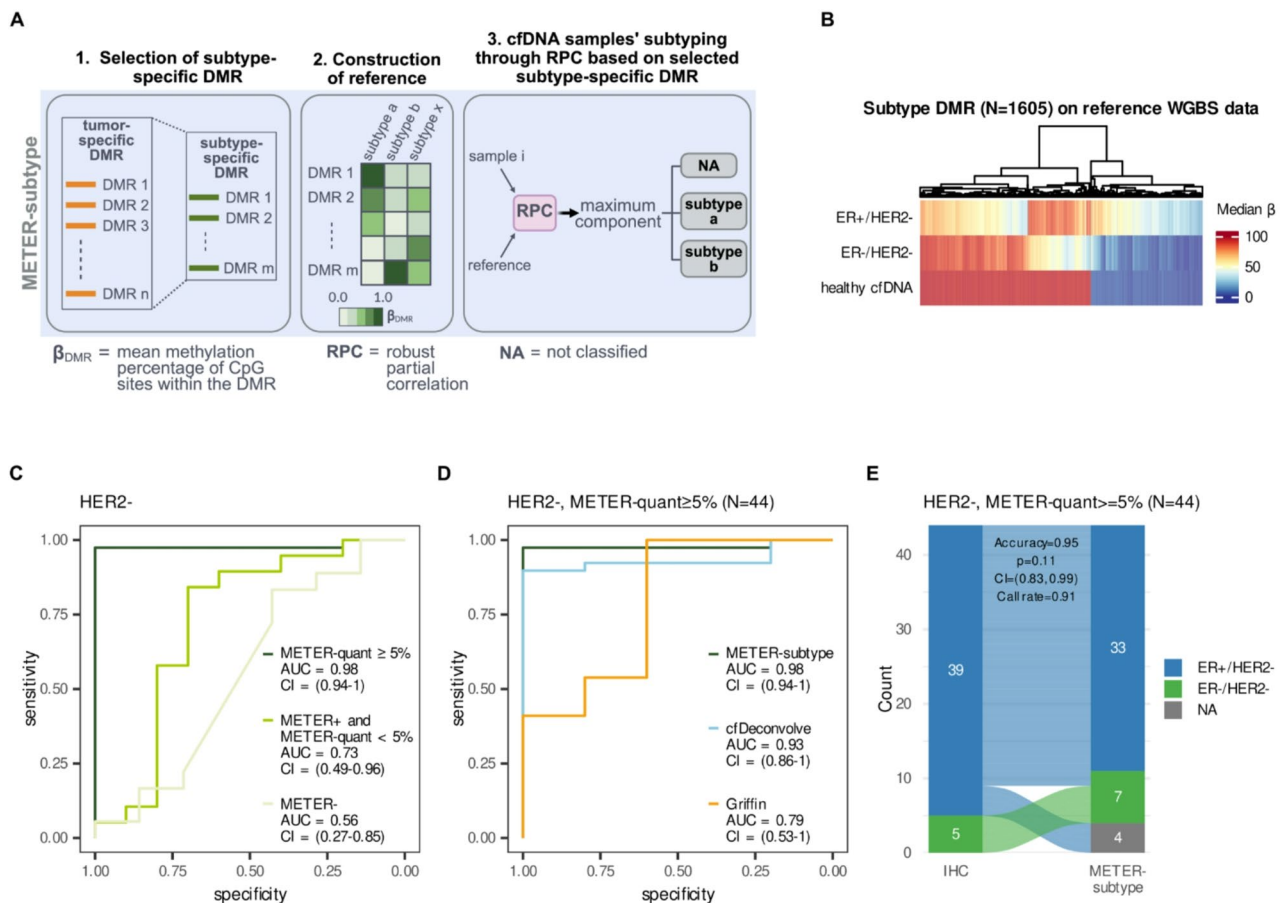 A
1. Selection of subtype-
specific DMR
2. Construction
of reference
3. cfDNA samples' subtyping
through RPC based on selected
subtype-specific DMR
METER-subtype
tumor-
specific
DMR
DMR 1
DMR 2
DMR 3
DMR n
subtype-
specific
DMR
DMR 1
DMR 2
DMR m
subtype a
subtype b
subtype x
DMR 1
DMR 2
DMR m
0.0 1.0
βDMR
sample i
RPC
reference
maximum
component
NA
subtype
a
subtype
b
βDMR = mean methylation
percentage of CpG
sites within the DMR
RPC = robust
partial
correlation
NA = not classified
B
Subtype DMR (N=1605) on reference WGBS data
ER+/HER2-
ER-/HER2-
healthy cfDNA
Median β
100
50
0
C
HER2-
sensitivity
1.00
0.75
0.50
0.25
0.00
METER-quant ≥ 5%
AUC = 0.98
CI = (0.94-1)
METER+ and
METER-quant < 5%
AUC = 0.73
CI = (0.49-0.96)
METER-
AUC = 0.56
CI = (0.27-0.85)
1.00 0.75 0.50 0.25 0.00
specificity
D
HER2-, METER-quant≥5% (N=44)
sensitivity
1.00
0.75
0.50
0.25
0.00
METER-subtype
AUC = 0.98
CI = (0.94-1)
cfDeconvolve
AUC = 0.93
CI = (0.86-1)
Griffin
AUC = 0.79
CI = (0.53-1)
1.00 0.75 0.50 0.25 0.00
specificity
E
HER2-, METER-quant>=5% (N=44)
Count
40
30
20
10
0
Accuracy=0.95
p=0.11
CI=(0.83,0.99)
Call rate=0.91
39
5
33
7
4
IHC
METER-
subtype
ER+/HER2-
ER-/HER2-
NA